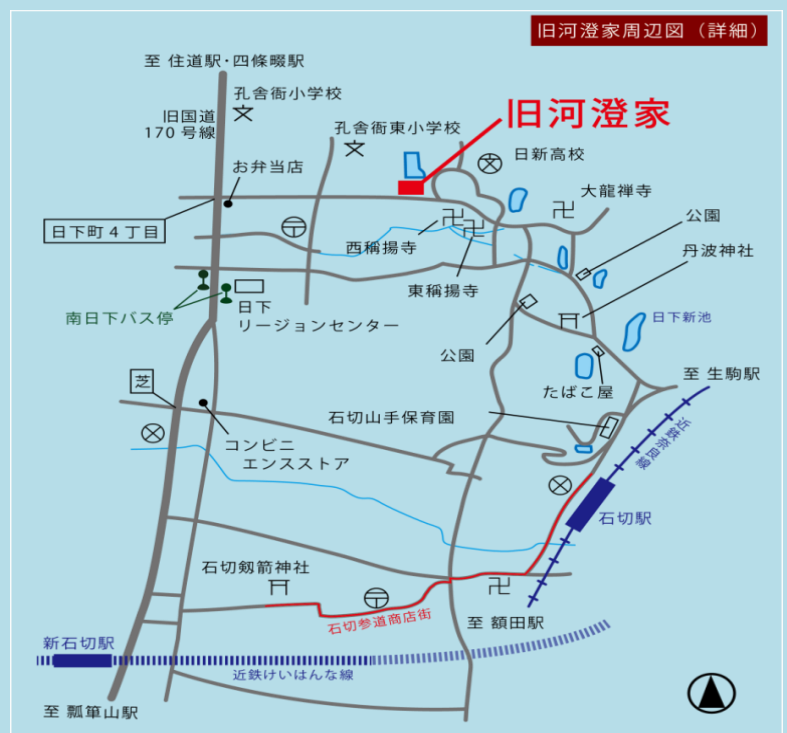 旧河澄家周辺図（詳細）
至 住道駅・四條畷駅
孔舎衙小学校
旧国道
170号線
孔舎衙東小学校
旧河澄家
日新高校
お弁当店
大龍禅寺
公園
日下町４丁目
西稱揚寺
丹波神社
東稱揚寺
南日下バス停
日下
リージョンセンター
日下新池
公園
至 生駒駅
芝
たばこ屋
石切山手保育園
近鉄奈良線
コンビニ
エンスストア
石切駅
石切剱箭神社
石切参道商店街
至 額田駅
新石切駅
近鉄けいはんな線
至 瓢箪山駅